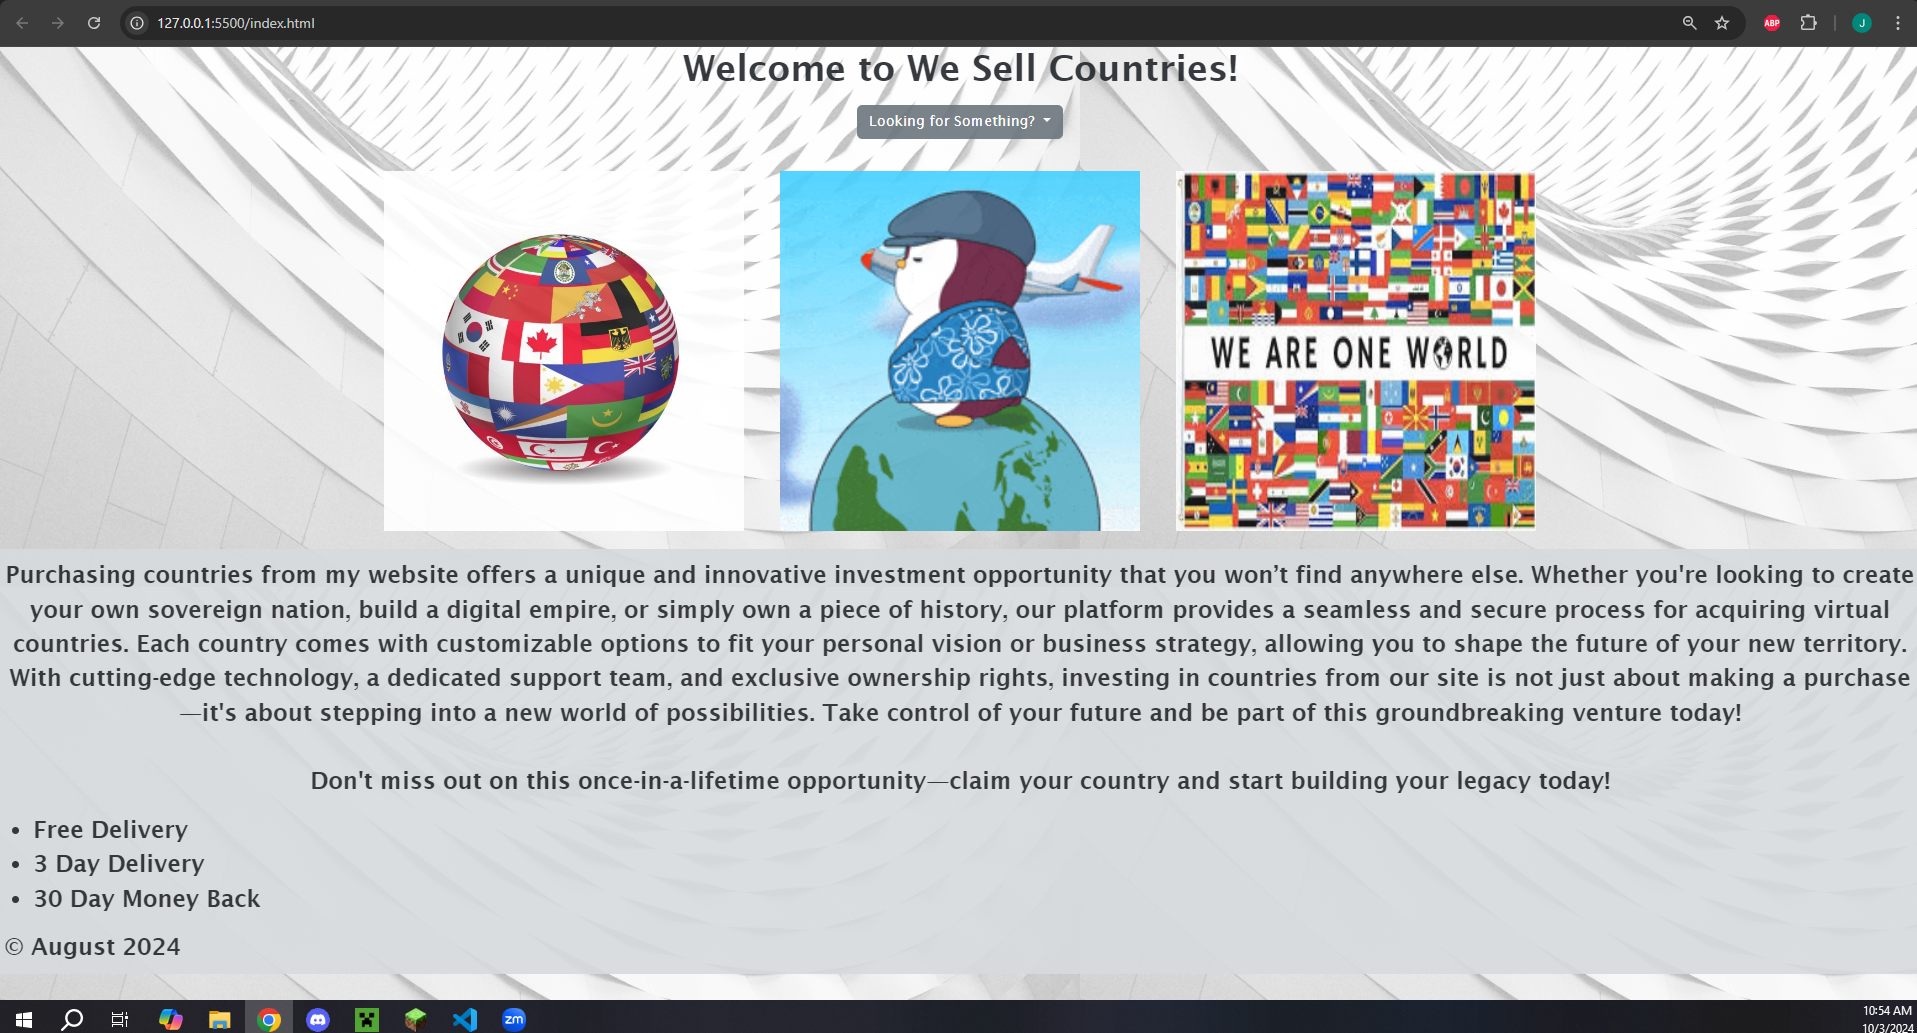 127.0.0.1:5500/index.html
ABP
J
Welcome to We Sell Countries!
Looking for Something?
WE ARE ONE WORLD
Purchasing countries from my website offers a unique and innovative investment opportunity that you won’t find anywhere else. Whether you're looking to create
your own sovereign nation, build a digital empire, or simply own a piece of history, our platform provides a seamless and secure process for acquiring virtual
countries. Each country comes with customizable options to fit your personal vision or business strategy, allowing you to shape the future of your new territory.
With cutting-edge technology, a dedicated support team, and exclusive ownership rights, investing in countries from our site is not just about making a purchase
—it's about stepping into a new world of possibilities. Take control of your future and be part of this groundbreaking venture today!
Don't miss out on this once-in-a-lifetime opportunity—claim your country and start building your legacy today!
• Free Delivery
• 3 Day Delivery
• 30 Day Money Back
© August 2024
zm
10:54 AM
10/3/2024